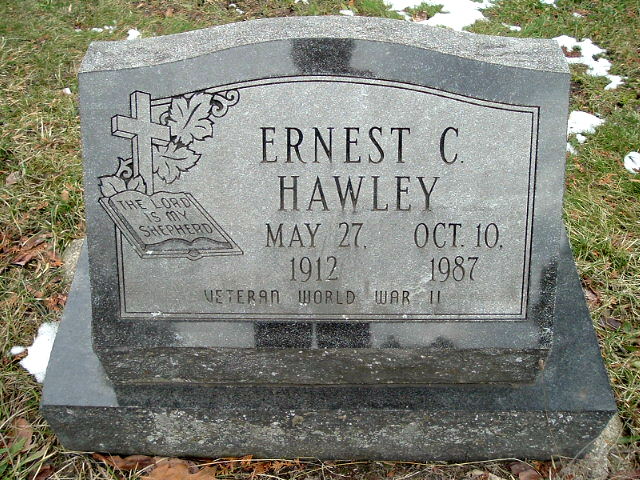 THE LORD
IS MY
SHEPHERD
ERNEST C.
HAWLEY
MAY 27, OCT. 10,
1912 1987
VETERAN WORLD WAR II